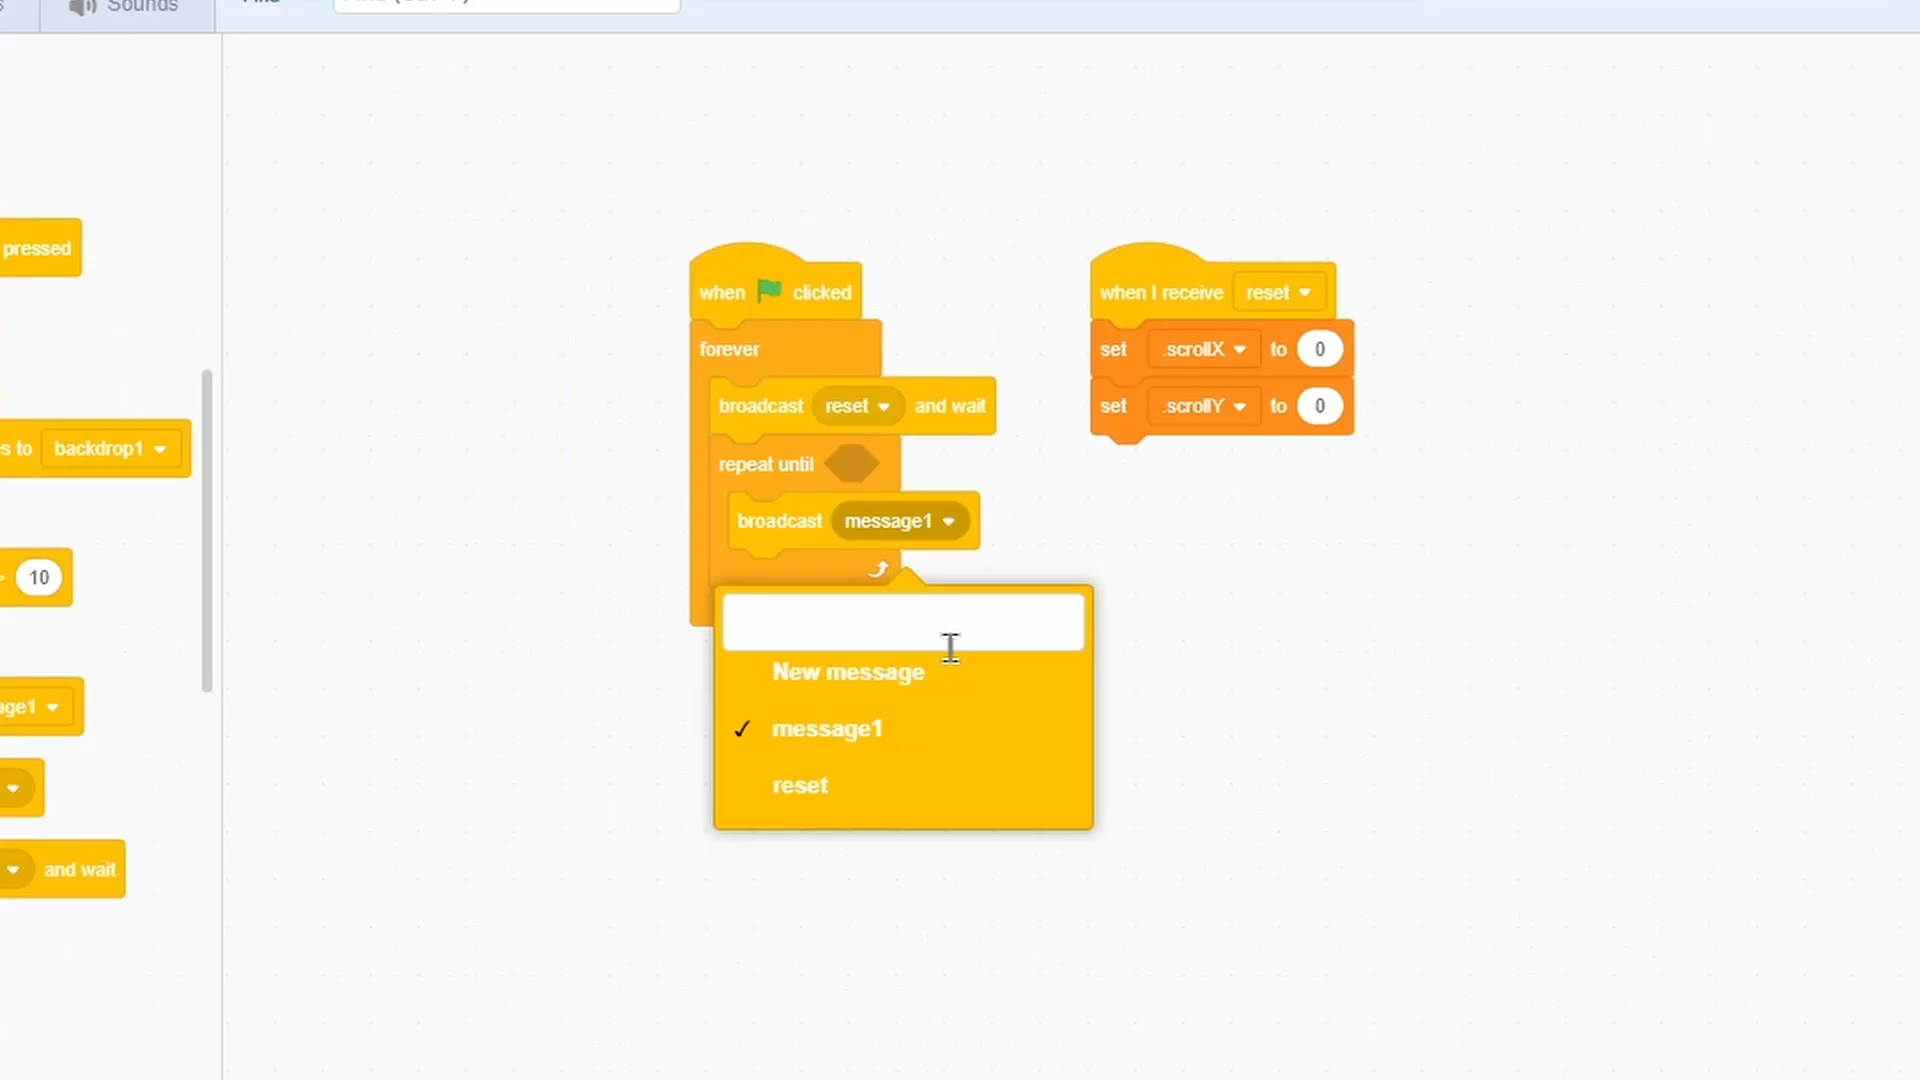 Sounds
pressed
s to backdrop1
10
age1
and wait
when clicked
forever
broadcast reset and wait
repeat until
broadcast message1
New message
✓ message1
reset
when I receive reset
set .scrollX to 0
set .scrollY to 0